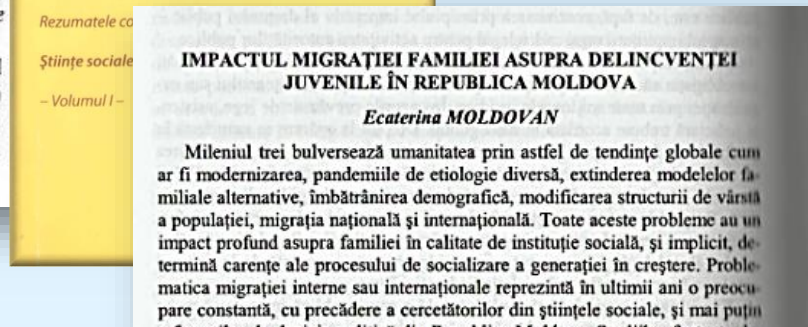 Rezumatele co
Științe sociale
– Volumul I –
IMPACTUL MIGRAȚIEI FAMILIEI ASUPRA DELINCVENȚEI
JUVENILE ÎN REPUBLICA MOLDOVA
Ecaterina MOLDOVAN
Mileniul trei bulversează umanitatea prin astfel de tendințe globale cum
ar fi modernizarea, pandemiile de etiologie diversă, extinderea modelelor fa-
miliale alternative, îmbătrânirea demografică, modificarea structurii de vârstă
a populației, migrația națională și internațională. Toate aceste probleme au un
impact profund asupra familiei în calitate de instituție socială, și implicit, de-
termină carențe ale procesului de socializare a generației în creștere. Proble-
matica migrației interne sau internaționale reprezintă în ultimii ani o preocu-
pare constantă, cu precădere a cercetătorilor din științele sociale, și mai puțin